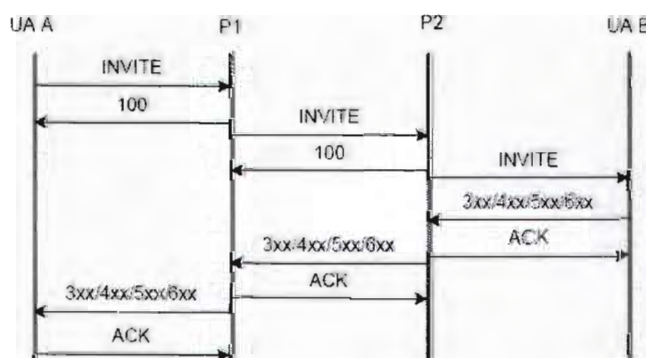 UA A P1 P2 UA B
INVITE
100
INVITE
100
INVITE
3xx/4xx/5xx/6xx
ACK
3xx/4xx/5xx/6xx
ACK
3xx/4xx/5xx/6xx
ACK